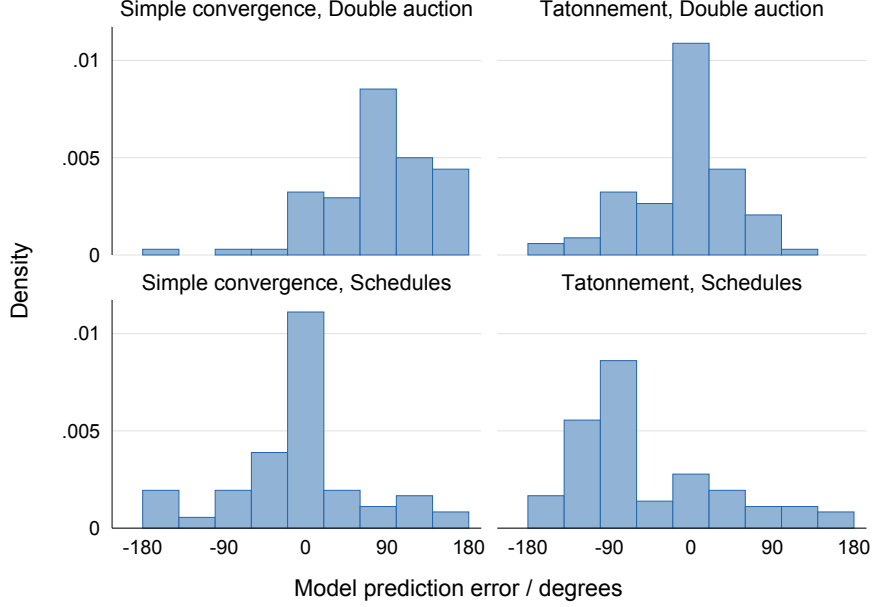 Simple convergence, Double auction
Tatonnement, Double auction
.01
.005
0
Simple convergence, Schedules
Tatonnement, Schedules
.01
.005
0
-180 -90 0 90 180
-180 -90 0 90 180
Density
Model prediction error / degrees